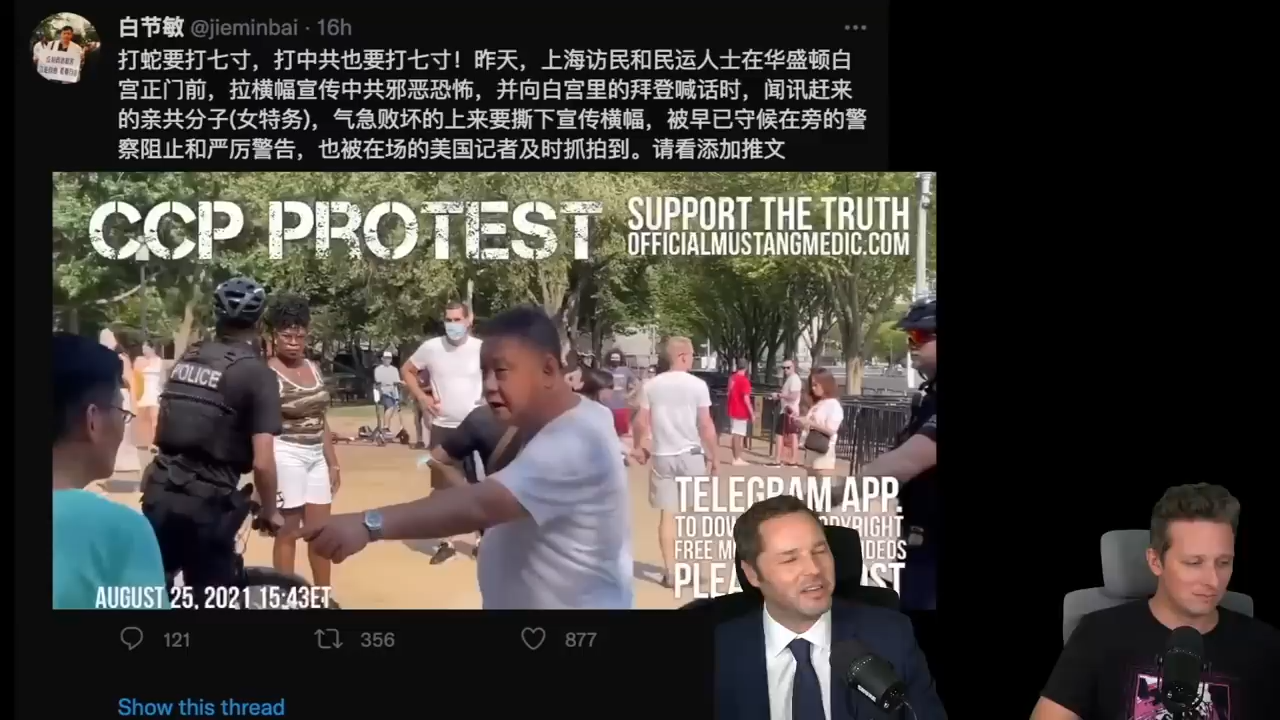 白节敏 @jieminbai · 16h
打蛇要打七寸，打中共也要打七寸！昨天，上海访民和民运人士在华盛顿白
宫正门前，拉横幅宣传中共邪恶恐怖，并向白宫里的拜登喊话时，闻讯赶来
的亲共分子(女特务)，气急败坏的上来要撕下宣传横幅，被早已守候在旁的警
察阻止和严厉警告，也被在场的美国记者及时抓拍到。请看添加推文
CCP PROTEST
SUPPORT THE TRUTH
OFFICIALMUSTANGMEDIC.COM
POLICE
TELEGRAM APP.
TO
FREE
AUGUST 25, 2021 15:43ET
121 356 877
Show this thread